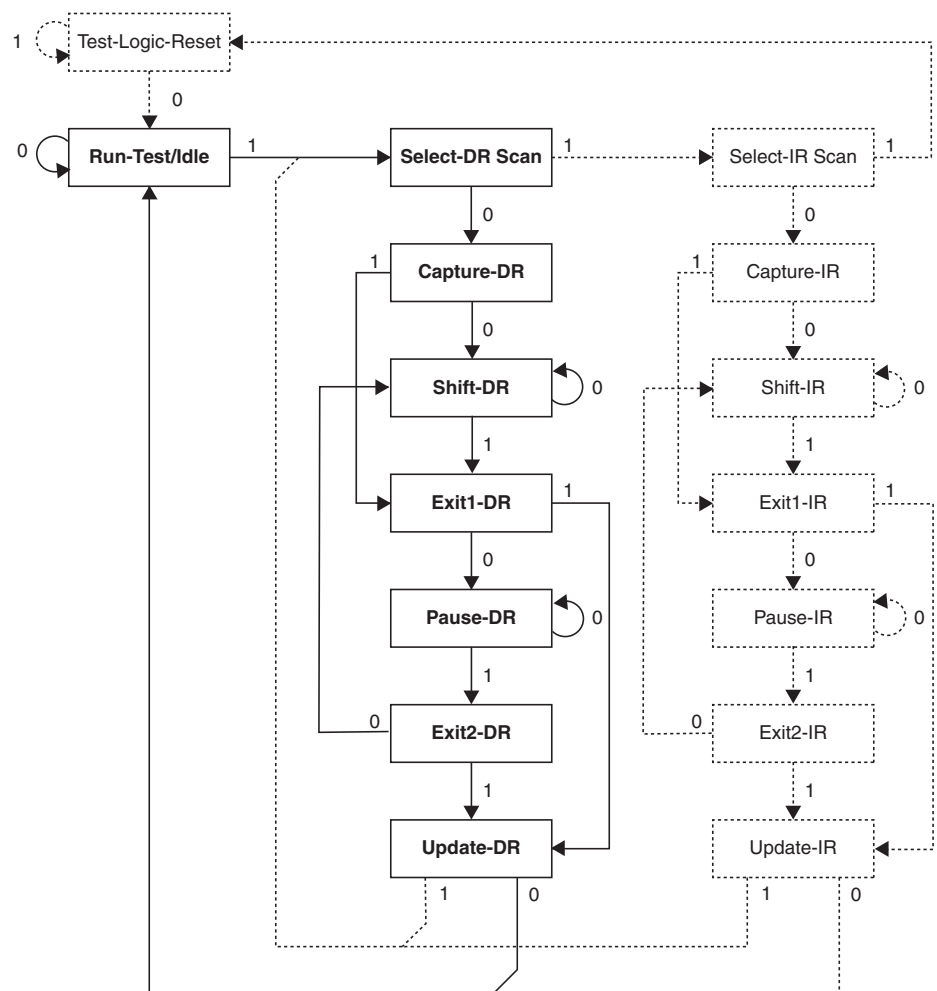 1
Test-Logic-Reset
0
0
Run-Test/Idle
1
Select-DR Scan
1
Select-IR Scan
1
0
0
1
Capture-DR
1
Capture-IR
0
0
Shift-DR
0
Shift-IR
0
1
1
Exit1-DR
1
Exit1-IR
1
0
0
Pause-DR
0
Pause-IR
0
1
1
0
Exit2-DR
0
Exit2-IR
1
1
Update-DR
Update-IR
1
0
1
0